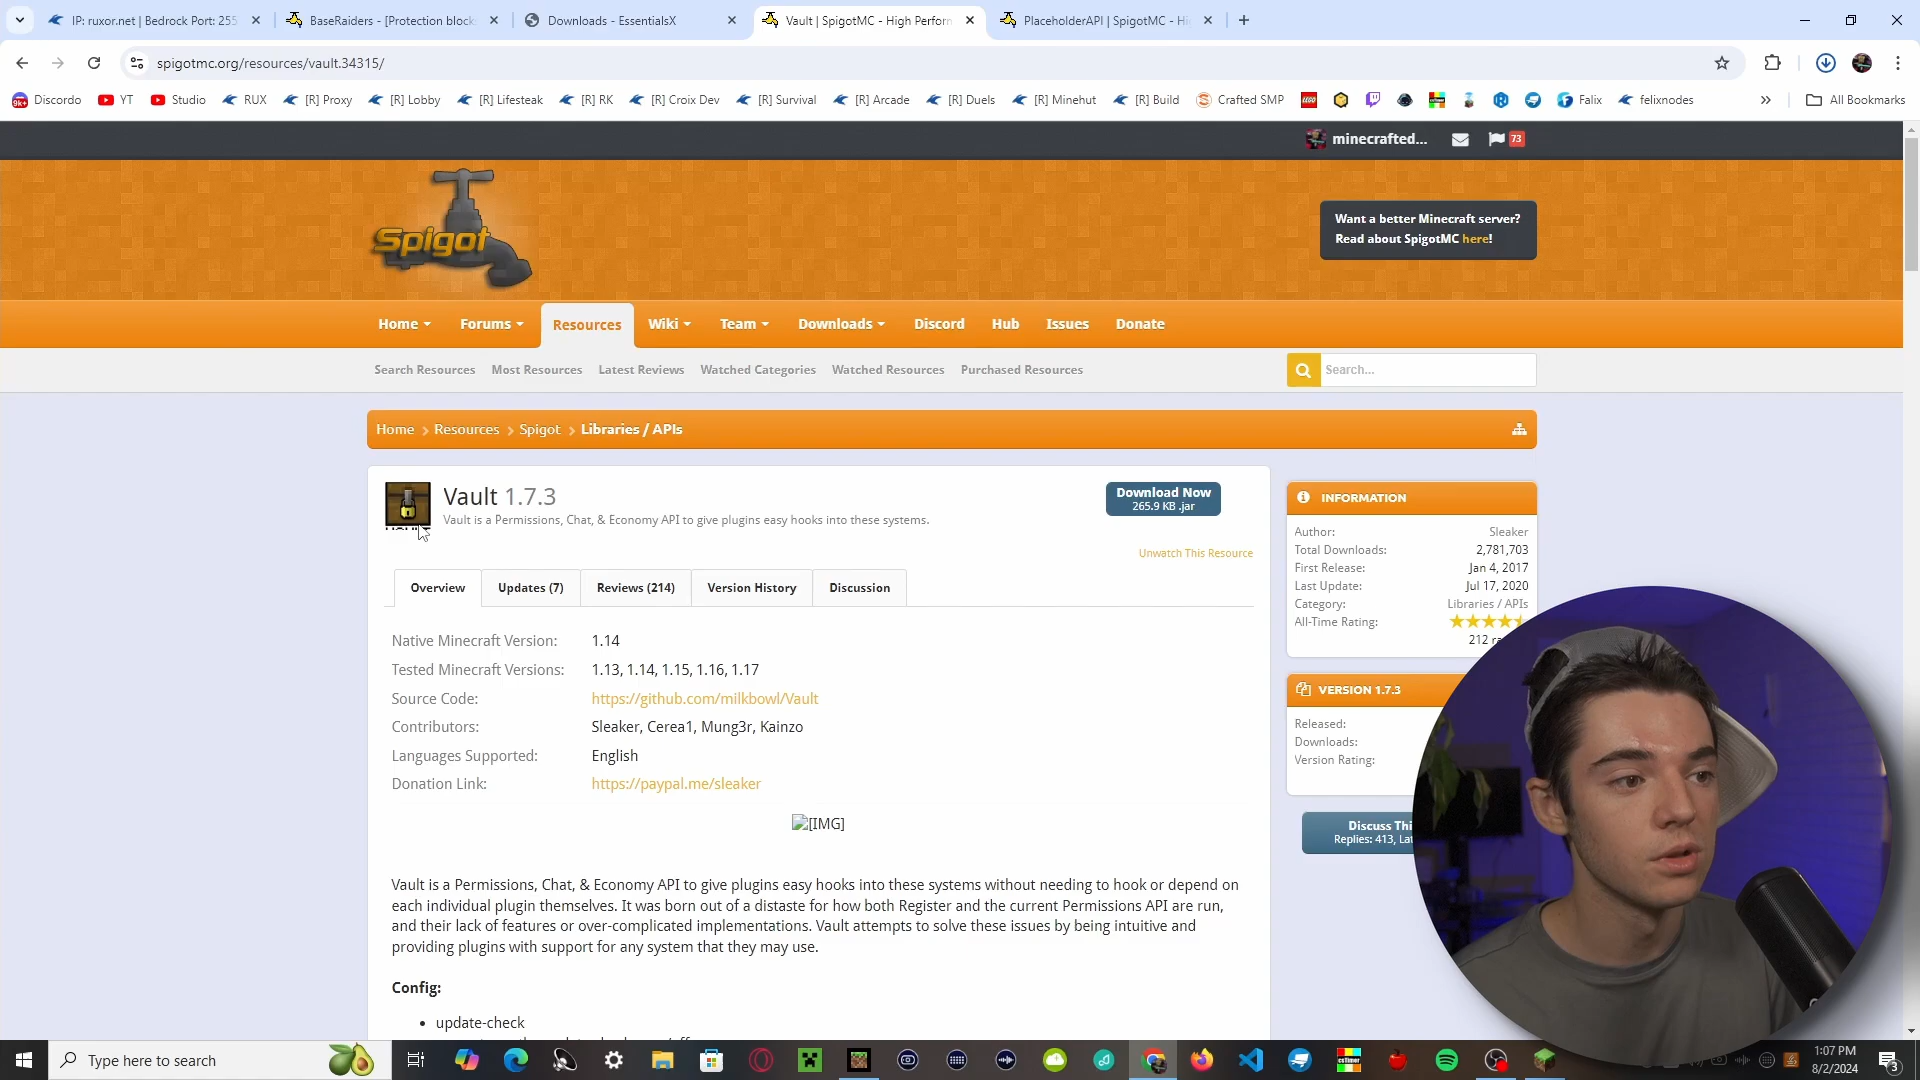 IP: ruxor.net | Bedrock Port: 255
BaseRaiders - [Protection blocks
Downloads - EssentialsX
Vault | SpigotMC - High Perform
PlaceholderAPI | SpigotMC - Hi
spigotmc.org/resources/vault.34315/
9k+
Discordo
YT
Studio
RUX
[R] Proxy
[R] Lobby
[R] Lifesteak
[R] RK
[R] Croix Dev
[R] Survival
[R] Arcade
[R] Duels
[R] Minehut
[R] Build
Crafted SMP
Falix
felixnodes
All Bookmarks
minecrafted...
73
Spigot
Want a better Minecraft server?
Read about SpigotMC here!
Home
Forums
Resources
Wiki
Team
Downloads
Discord
Hub
Issues
Donate
Search Resources
Most Resources
Latest Reviews
Watched Categories
Watched Resources
Purchased Resources
Search...
Home
Resources
Spigot
Libraries / APIs
Vault 1.7.3
Vault is a Permissions, Chat, & Economy API to give plugins easy hooks into these systems.
Download Now
265.9 KB .jar
Unwatch This Resource
Overview
Updates (7)
Reviews (214)
Version History
Discussion
Native Minecraft Version: 1.14
Tested Minecraft Versions: 1.13, 1.14, 1.15, 1.16, 1.17
Source Code: https://github.com/milkbowl/Vault
Contributors: Sleaker, Cerea1, Mung3r, Kainzo
Languages Supported: English
Donation Link: https://paypal.me/sleaker
[IMG]
Vault is a Permissions, Chat, & Economy API to give plugins easy hooks into these systems without needing to hook or depend on
each individual plugin themselves. It was born out of a distaste for how both Register and the current Permissions API are run,
and their lack of features or over-complicated implementations. Vault attempts to solve these issues by being intuitive and
providing plugins with support for any system that they may use.
Config:
• update-check
INFORMATION
Author: Sleaker
Total Downloads: 2,781,703
First Release: Jan 4, 2017
Last Update: Jul 17, 2020
Category: Libraries / APIs
All-Time Rating:
212
VERSION 1.7.3
Released:
Downloads:
Version Rating:
Discuss Thi
Replies: 413, Lat
Type here to search
1:07 PM
8/2/2024
3